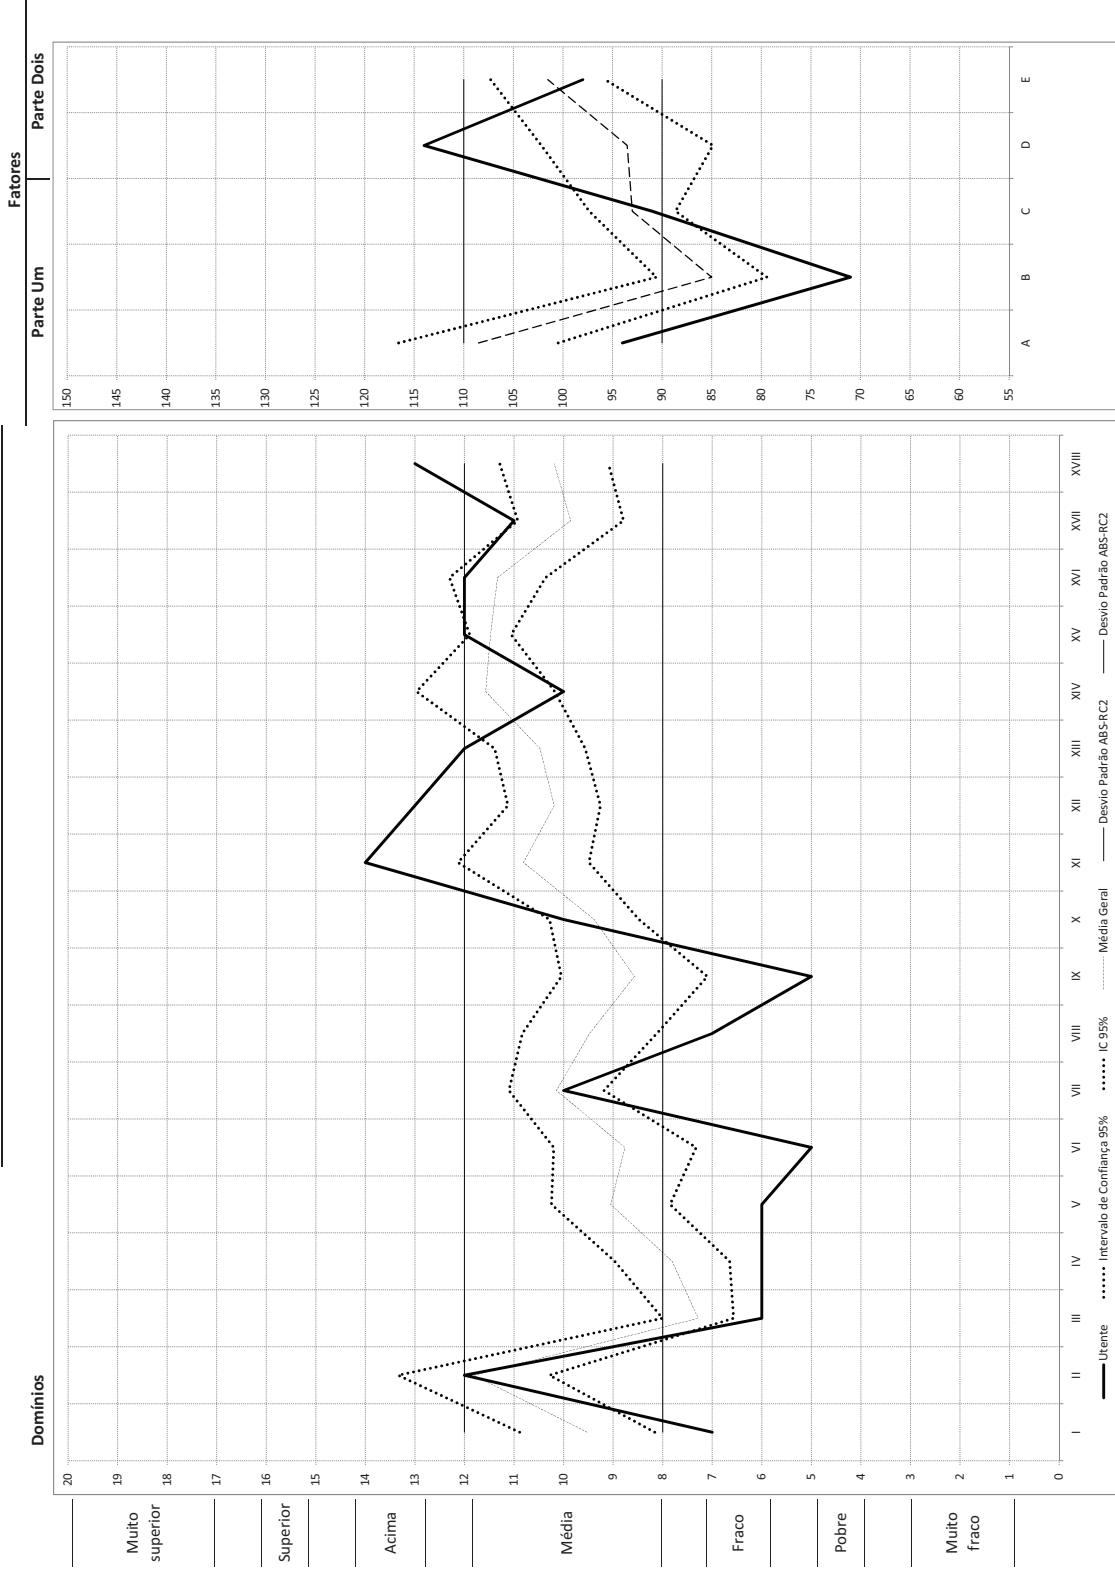 Domínios
Fatores
Parte Um
Parte Dois
Muito
superior
Superior
Acima
Média
Fraco
Pobre
Muito
fraco
20
19
18
17
16
15
14
13
12
11
10
9
8
7
6
5
4
3
2
1
0
I II III IV V VI VII VIII IX X XI XII XIII XIV XV XVI XVII XVIII
150
145
140
135
130
125
120
115
110
105
100
95
90
85
80
75
70
65
60
55
A B C D E
Utente Intervalo de Confiança 95% IC 95% Média Geral Desvio Padrão ABS-RC2 Desvio Padrão ABS-RC2